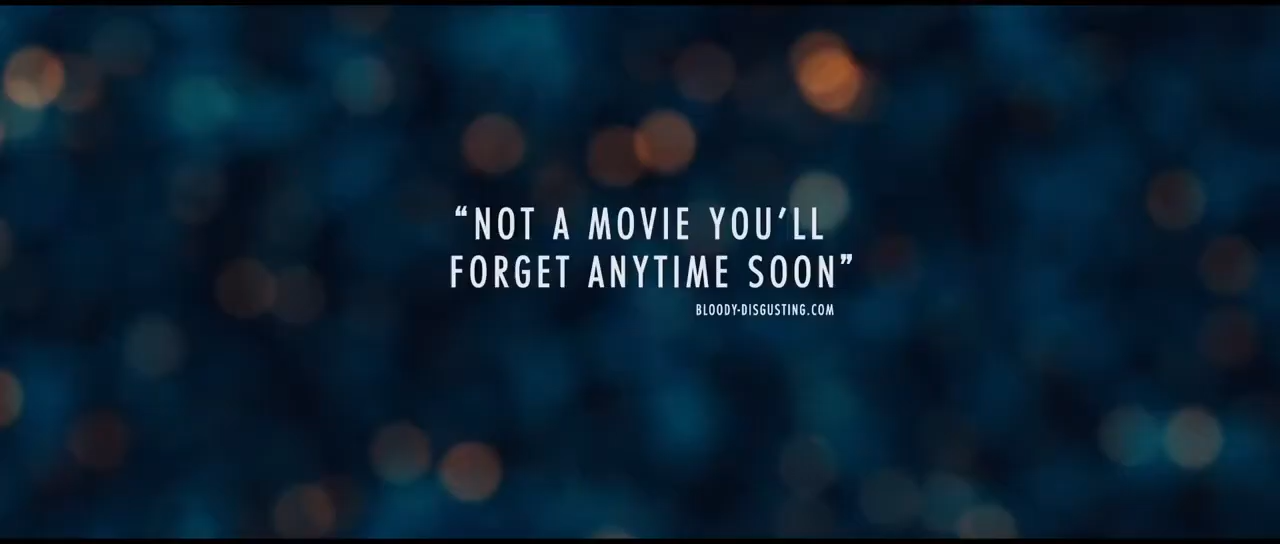 “NOT A MOVIE YOU’LL
FORGET ANYTIME SOON”
BLOODY-DISGUSTING.COM